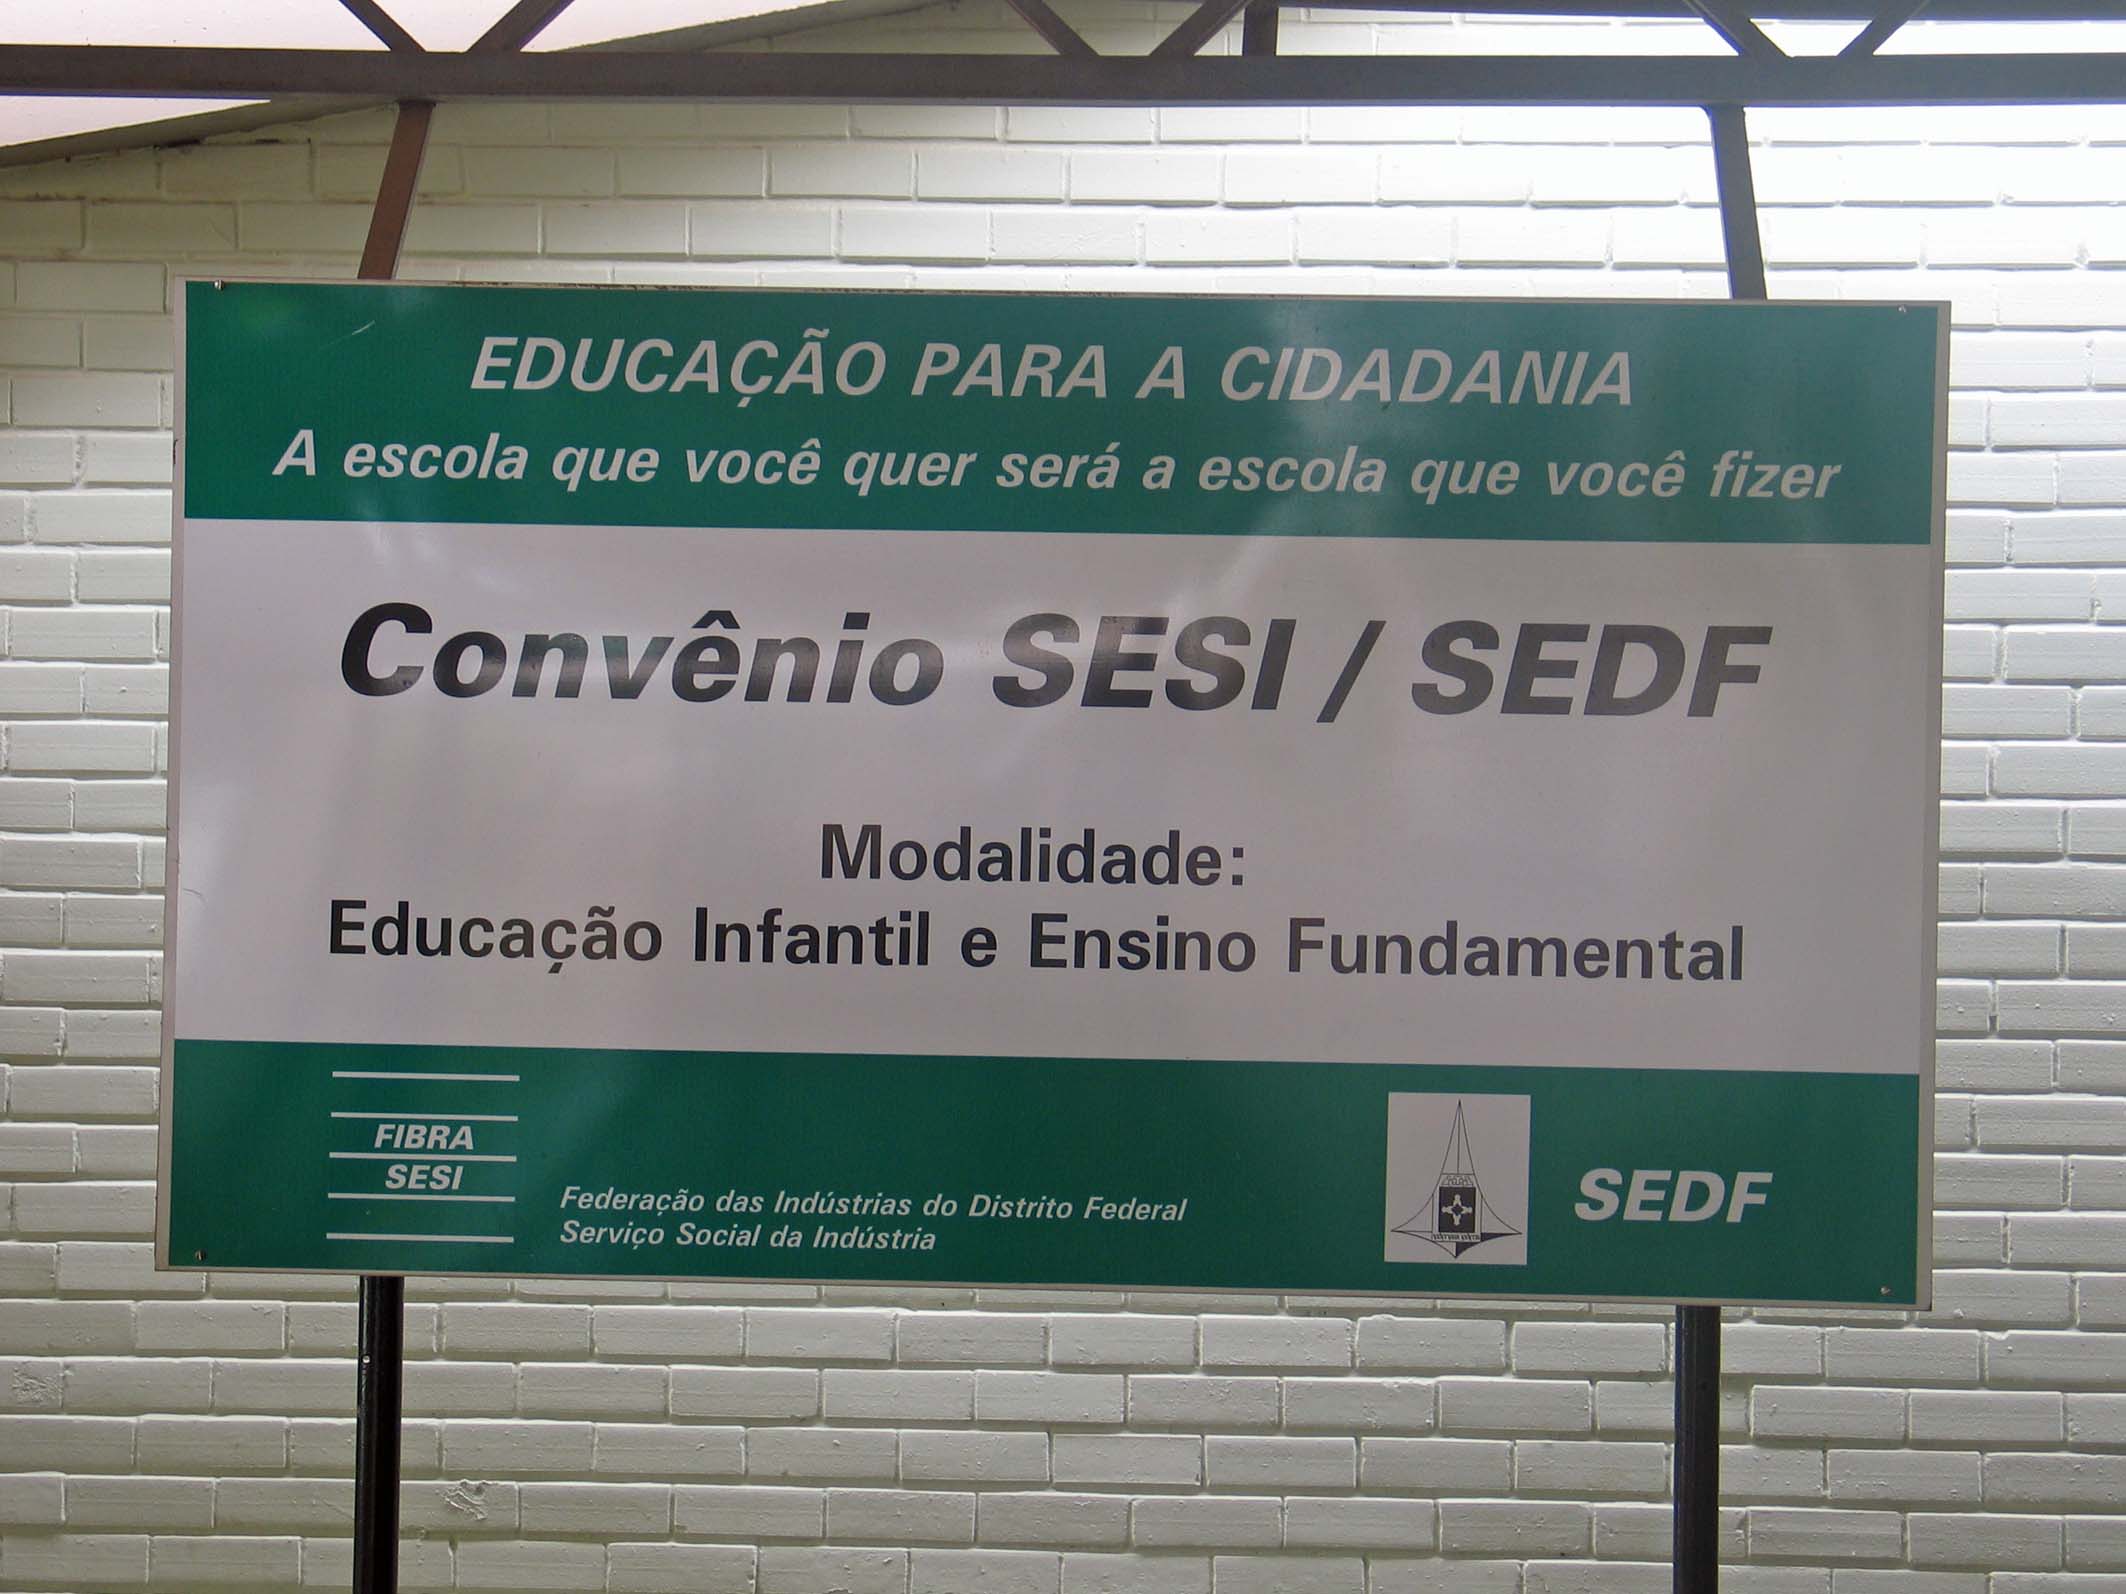 EDUCAÇÃO PARA A CIDADANIA
A escola que você quer será a escola que você fizer
Convênio SESI / SEDF
Modalidade:
Educação Infantil e Ensino Fundamental
FIBRA
SESI
Federação das Indústrias do Distrito Federal
Serviço Social da Indústria
SEDF